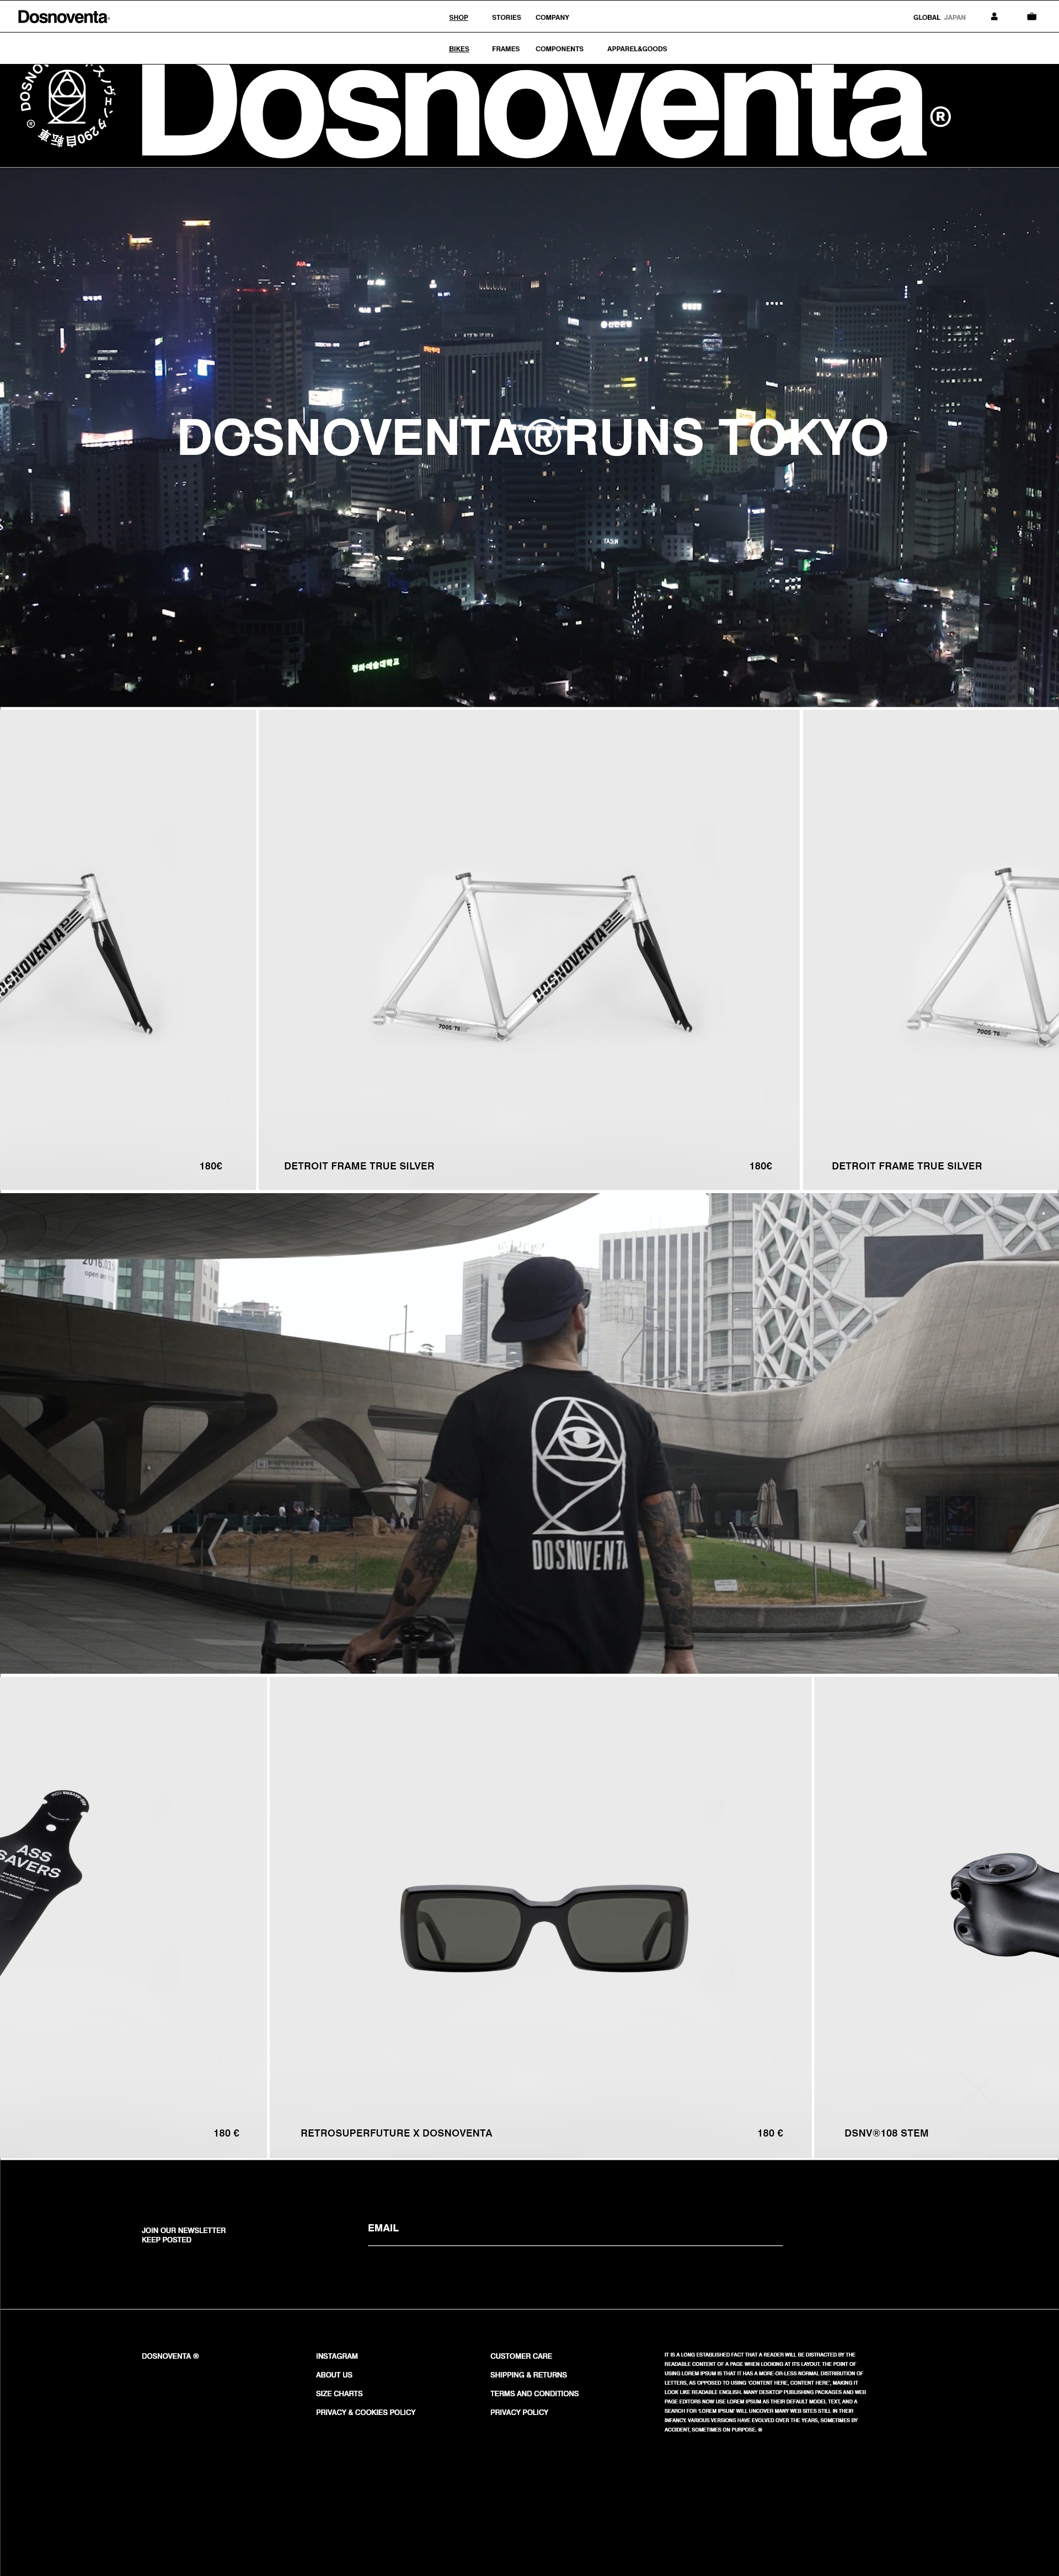 Dosnoventa®
SHOP STORIES COMPANY
GLOBAL JAPAN
BIKES FRAMES COMPONENTS APPAREL&GOODS
Dosnoventa®
DOSNOVENTA®RUNS TOKYO
180€
DETROIT FRAME TRUE SILVER
DOSNOVENTA
7005/T6
180€
DETROIT FRAME TRUE SILVER
7005/T6
2016.03
open an
DOSNOVENTA
ASS
SAVERS
180 €
RETROSUPERFUTURE X DOSNOVENTA
180 €
DSNV®108 STEM
JOIN OUR NEWSLETTER
KEEP POSTED
EMAIL
DOSNOVENTA ®
INSTAGRAM
ABOUT US
SIZE CHARTS
PRIVACY & COOKIES POLICY
CUSTOMER CARE
SHIPPING & RETURNS
TERMS AND CONDITIONS
PRIVACY POLICY
IT IS A LONG ESTABLISHED FACT THAT A READER WILL BE DISTRACTED BY THE
READABLE CONTENT OF A PAGE WHEN LOOKING AT ITS LAYOUT. THE POINT OF
USING LOREM IPSUM IS THAT IT HAS A MORE-OR-LESS NORMAL DISTRIBUTION OF
LETTERS, AS OPPOSED TO USING 'CONTENT HERE, CONTENT HERE', MAKING IT
LOOK LIKE READABLE ENGLISH. MANY DESKTOP PUBLISHING PACKAGES AND WEB
PAGE EDITORS NOW USE LOREM IPSUM AS THEIR DEFAULT MODEL TEXT, AND A
SEARCH FOR 'LOREM IPSUM' WILL UNCOVER MANY WEB SITES STILL IN THEIR
INFANCY. VARIOUS VERSIONS HAVE EVOLVED OVER THE YEARS, SOMETIMES BY
ACCIDENT, SOMETIMES ON PURPOSE. ®